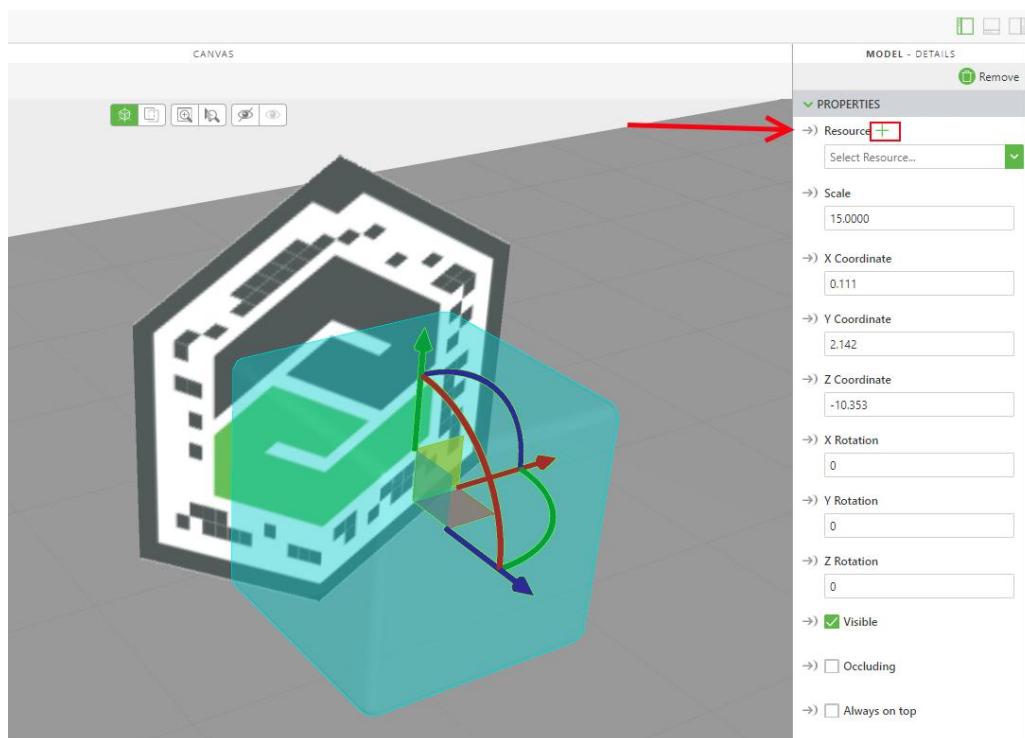 CANVAS
MODEL - DETAILS
Remove
PROPERTIES
Resource
Select Resource...
Scale
15.0000
X Coordinate
0.111
Y Coordinate
2.142
Z Coordinate
-10.353
X Rotation
0
Y Rotation
0
Z Rotation
0
Visible
Occluding
Always on top